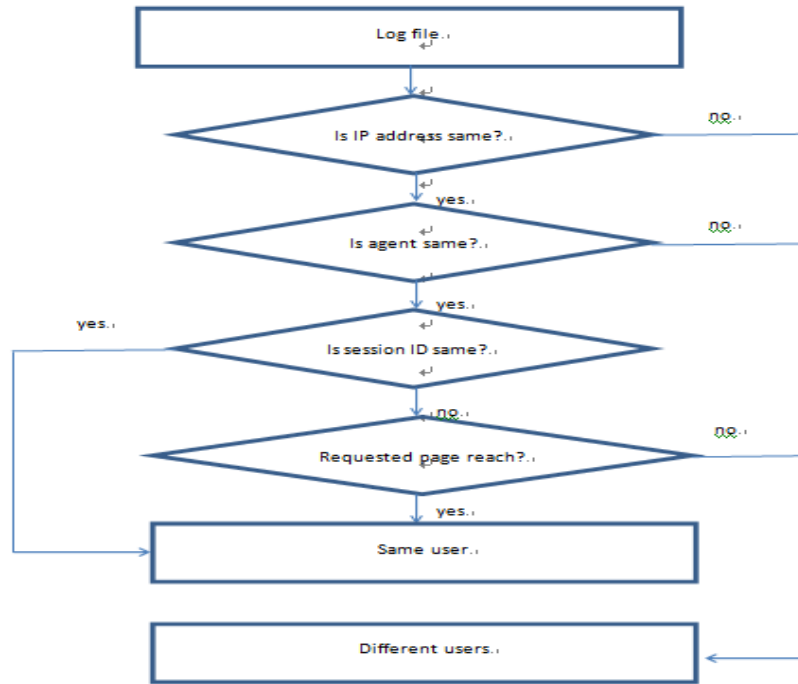 Log file.
Is IP address same?
no.
yes.
Is agent same?
no.
yes.
yes.
Is session ID same?
no.
Requested page reach?
no.
yes.
Same user.
Different users.